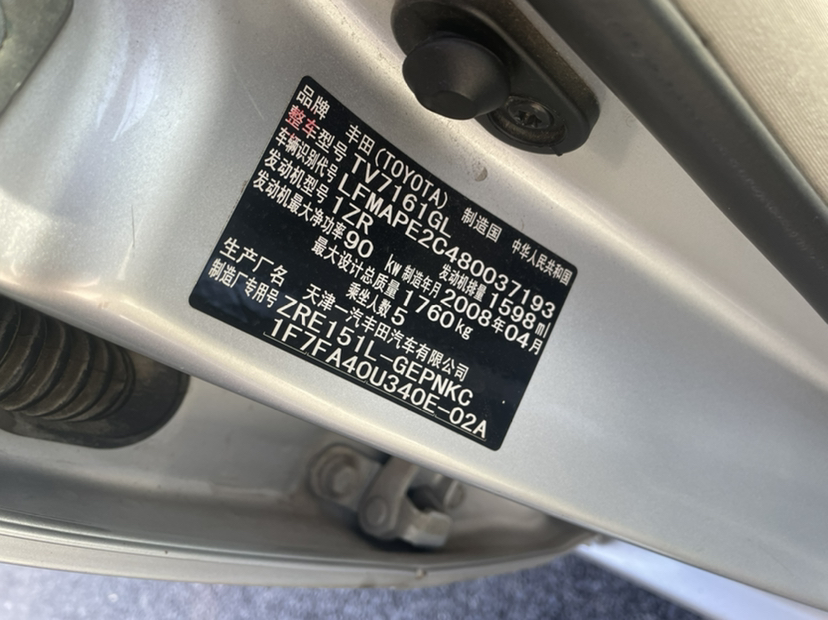 品牌 丰田(TOYOTA) 制造国 中华人民共和国
整车型号 TV7161GL
车辆识别代号 LFMAPE2C480037193
发动机型号 1ZR 发动机排量 1598ml
发动机最大净功率 90 kw 制造年月 2008年04月
最大设计总质量 1760kg
乘坐人数 5
生产厂名 天津一汽丰田汽车有限公司
制造厂专用号 ZRE151L-GEPNKC
1F7FA40U340E-02A